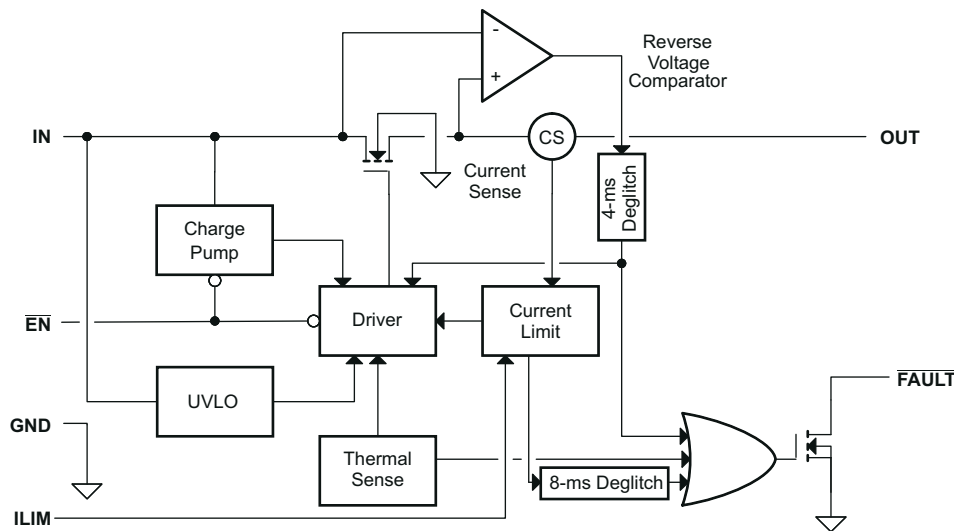 -
+
Reverse
Voltage
Comparator
IN
CS
OUT
Current
Sense
4-ms
Deglitch
Charge
Pump
EN
Driver
Current
Limit
UVLO
FAULT
GND
Thermal
Sense
8-ms Deglitch
ILIM